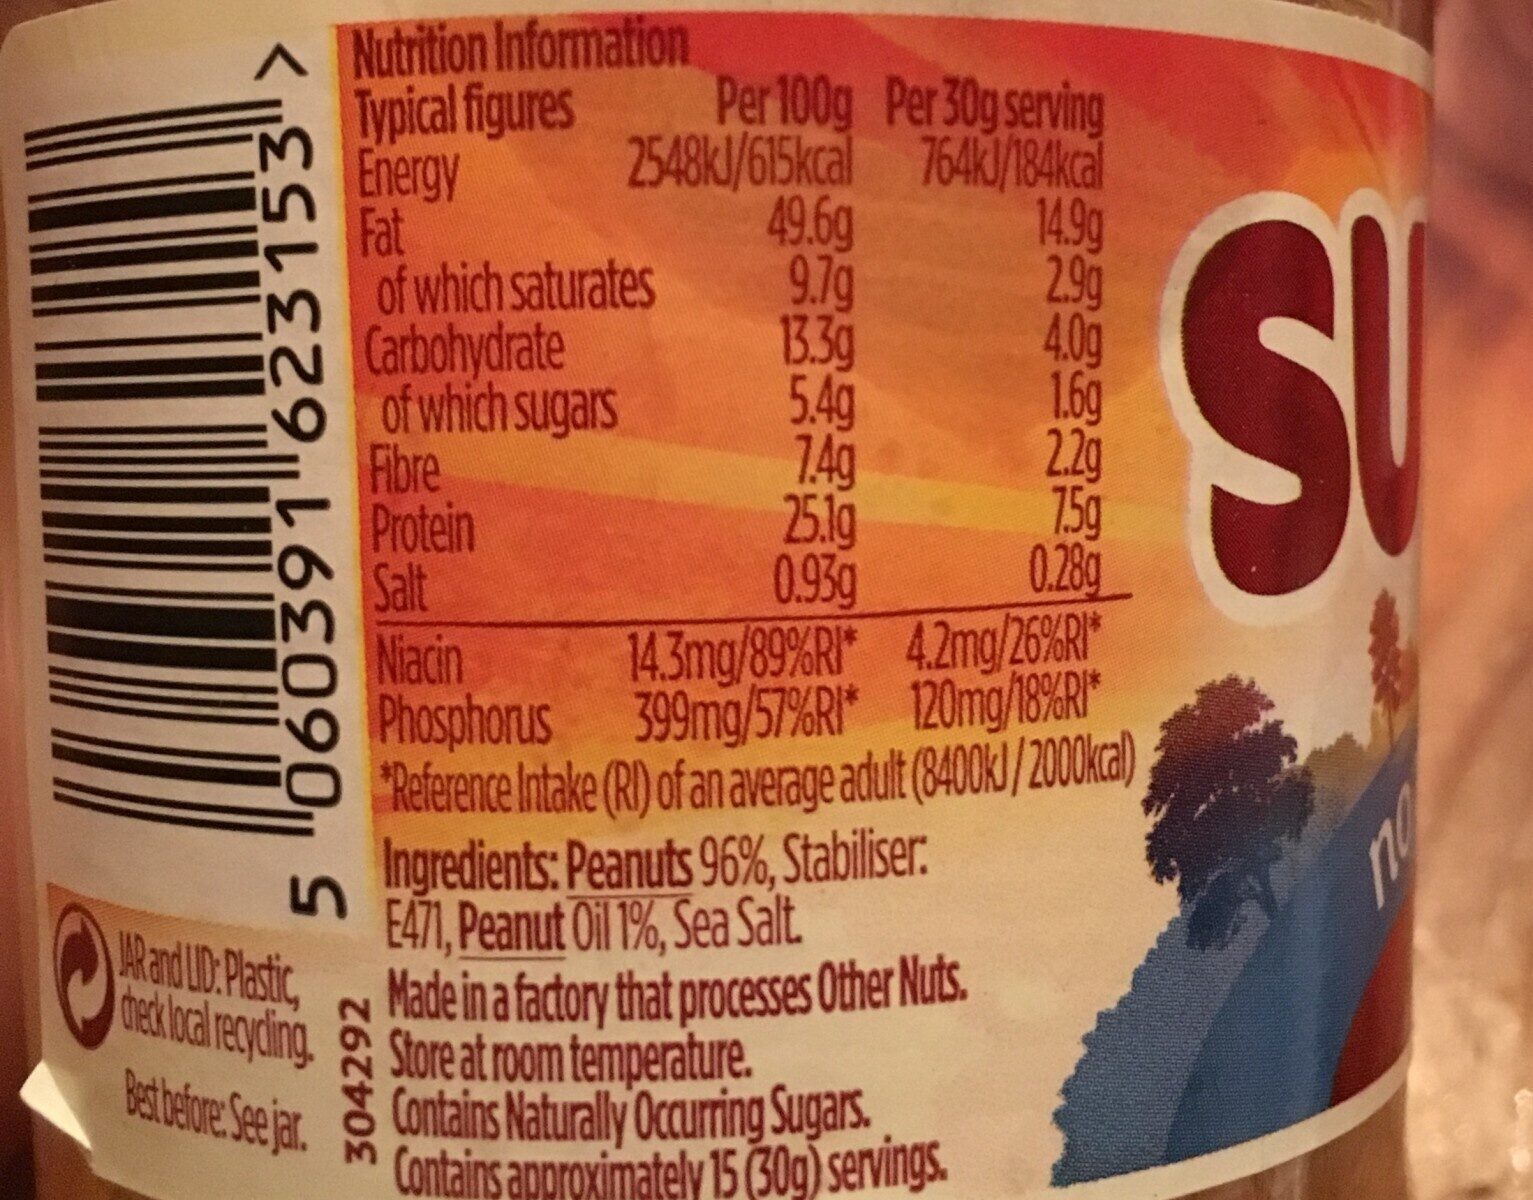 Nutrition Information
Typical figures Per 100g Per 30g serving
Energy 2548kJ/615kcal 764kJ/184kcal
Fat 49.6g 14.9g
of which saturates 9.7g 2.9g
Carbohydrate 13.3g 4.0g
of which sugars 5.4g 1.6g
Fibre 7.4g 2.2g
Protein 25.1g 7.5g
Salt 0.93g 0.28g
Niacin 14.3mg/89%RI* 4.2mg/26%RI*
Phosphorus 399mg/57%RI* 120mg/18%RI*
*Reference Intake (RI) of an average adult (8400kJ / 2000kcal)
Ingredients: Peanuts 96%, Stabiliser:
E471, Peanut Oil 1%, Sea Salt.
Made in a factory that processes Other Nuts.
Store at room temperature.
Contains Naturally Occurring Sugars.
Contains approximately 15 (30g) servings.
5 060391 623153 >
JAR and LID: Plastic,
check local recycling.
Best before: See jar.
304292
SU
no